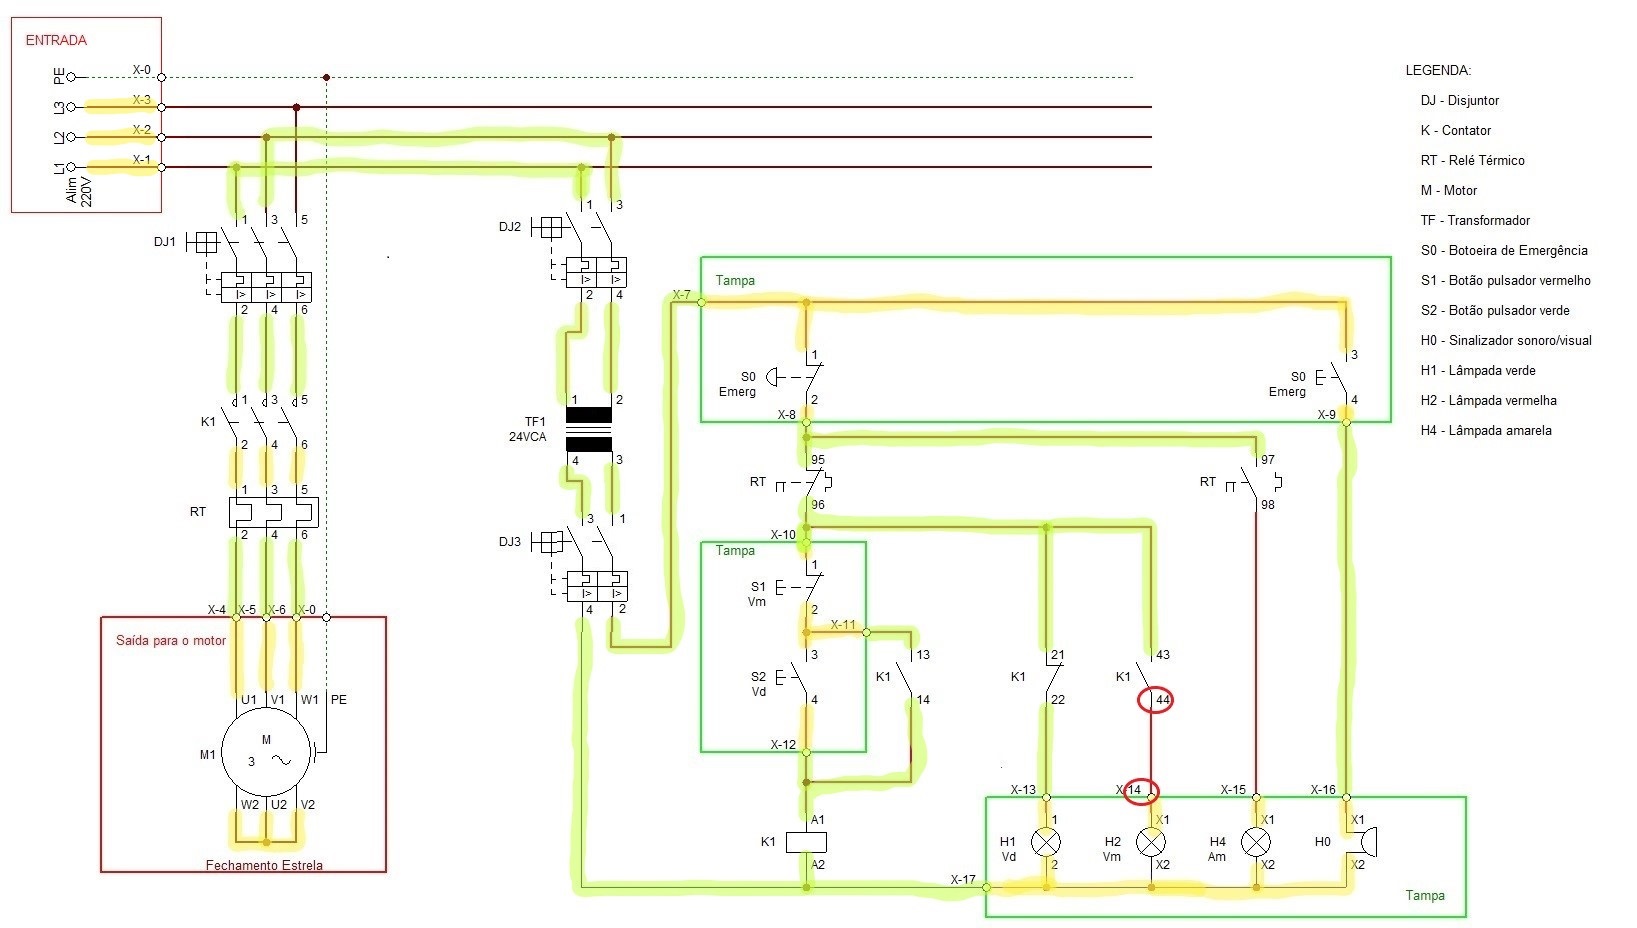 ENTRADA
PE X-0
L3 X-3
L2 X-2
L1 X-1
Alim
220V
LEGENDA:
DJ - Disjuntor
K - Contator
RT - Relé Térmico
M - Motor
TF - Transformador
S0 - Botoeira de Emergência
S1 - Botão pulsador vermelho
S2 - Botão pulsador verde
H0 - Sinalizador sonoro/visual
H1 - Lâmpada verde
H2 - Lâmpada vermelha
H4 - Lâmpada amarela
1 3 5
DJ1
I> I> I>
2 4 6
1 3 5
K1
2 4 6
1 3 5
RT
2 4 6
X-4 X-5 X-6 X-0
Saída para o motor
U1 V1 W1 PE
M1
M
3
W2 U2 V2
Fechamento Estrela
1 3
DJ2
I> I>
2 4
1 2
TF1
24VCA
4 3
3 1
DJ3
I> I>
4 2
X-7
Tampa
1
S0
Emerg
2
X-8
3
S0
Emerg
4
X-9
95
RT
96
97
RT
98
X-10
Tampa
1
S1
Vm
2
X-11
3
S2
Vd
4
X-12
13
K1
14
21
K1
22
43
K1
44
A1
K1
A2
X-13 X-14 X-15 X-16
1 X1 X1 X1
H1 H2 H4 H0
Vd Vm Am
2 X2 X2 X2
X-17
Tampa